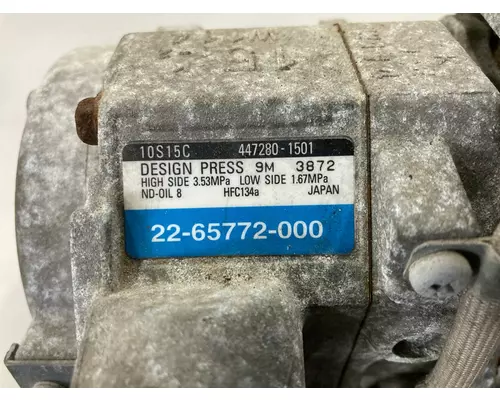 10S15C 447280-1501
DESIGN PRESS 9M 3872
HIGH SIDE 3.53MPa LOW SIDE 1.67MPa
ND-OIL 8 HFC134a JAPAN
22-65772-000